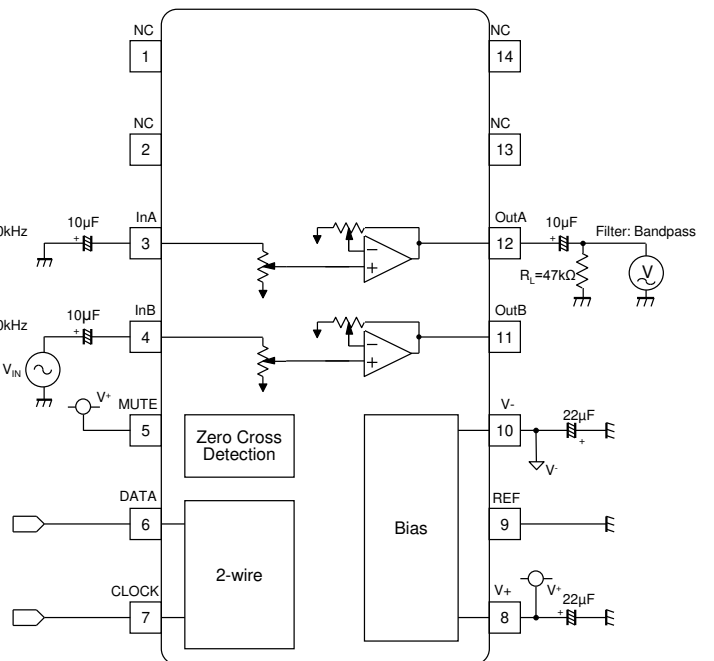 NC
NC
1
14
NC
NC
2
13
0kHz
10µF
InA
OutA
10µF
Filter: Bandpass
3
12
+
+
−
+
RL=47kΩ
V
0kHz
10µF
InB
OutB
4
11
+
−
+
VIN
V+
MUTE
V-
22µF
5
10
+
Zero Cross
Detection
V-
DATA
REF
6
9
Bias
2-wire
CLOCK
V+
V+
22µF
7
8
+